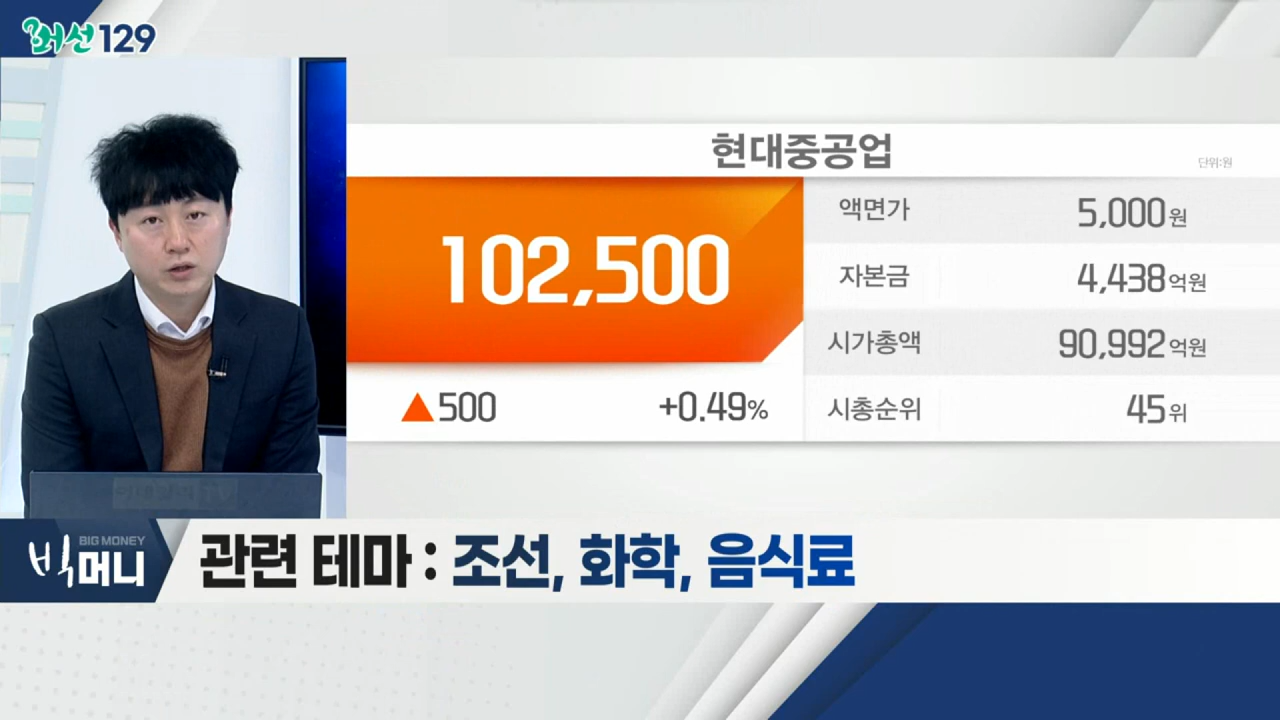 머선129
현대중공업
단위:원
102,500
▲500 +0.49%
액면가 5,000원
자본금 4,438억원
시가총액 90,992억원
시총순위 45위
BIG MONEY
빅머니
관련 테마 : 조선, 화학, 음식료